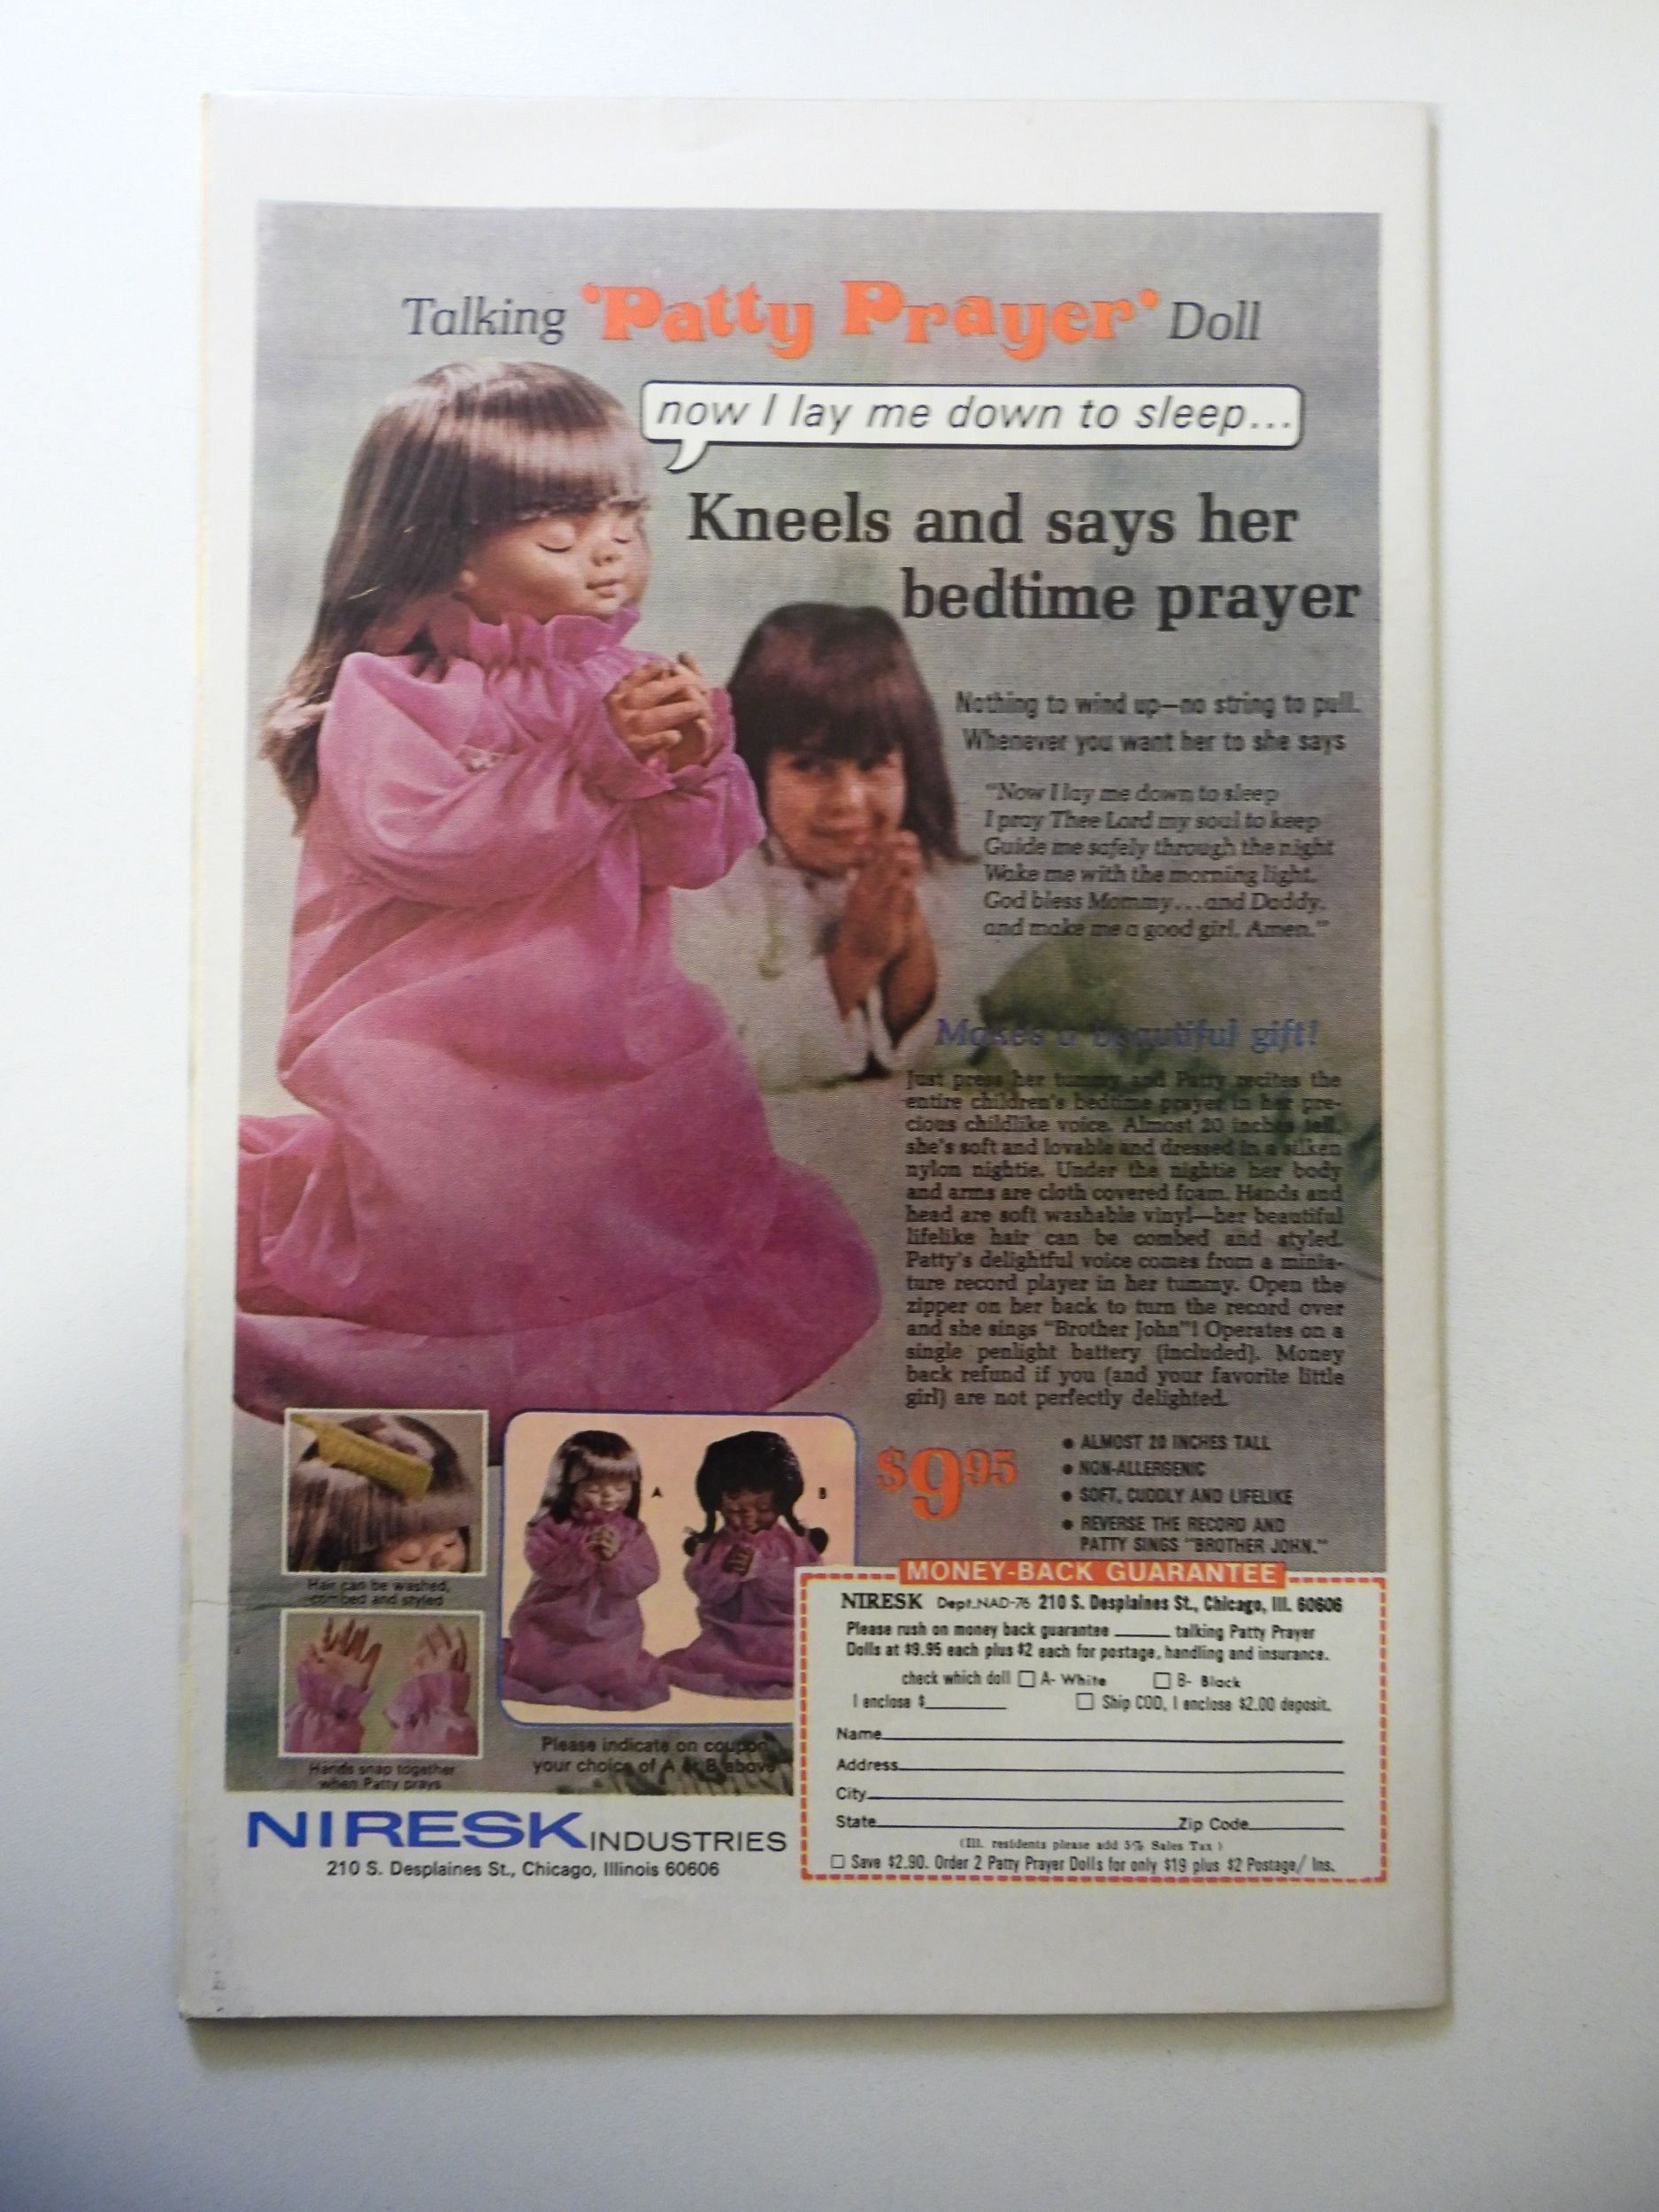 Talking 'Patty Prayer' Doll
now I lay me down to sleep...
Kneels and says her
bedtime prayer
Nothing to wind up—no string to pull.
Whenever you want her to she says
"Now I lay me down to sleep
I pray Thee Lord my soul to keep
Guide me safely through the night
Wake me with the morning light.
God bless Mommy...and Daddy.
and make me a good girl. Amen."
Makes a beautiful gift!
Just press her tummy and Patty recites the
entire children's bedtime prayer in her pre-
cious childlike voice. Almost 20 inches tall,
she's soft and lovable and dressed in a silken
nylon nightie. Under the nightie her body
and arms are cloth covered foam. Hands and
head are soft washable vinyl—her beautiful
lifelike hair can be combed and styled.
Patty's delightful voice comes from a minia-
ture record player in her tummy. Open the
zipper on her back to turn the record over
and she sings "Brother John"! Operates on a
single penlight battery (included). Money
back refund if you (and your favorite little
girl) are not perfectly delighted.
$9.95
• ALMOST 20 INCHES TALL
• NON-ALLERGENIC
• SOFT, CUDDLY AND LIFELIKE
• REVERSE THE RECORD AND
PATTY SINGS "BROTHER JOHN."
Hair can be washed,
combed and styled
Hands snap together
when Patty prays
A
B
Please indicate on coupon
your choice of A or B above
NIRESK INDUSTRIES
210 S. Desplaines St., Chicago, Illinois 60606
MONEY-BACK GUARANTEE
NIRESK Dept.NAD-76 210 S. Desplaines St., Chicago, Ill. 60606
Please rush on money back guarantee ______ talking Patty Prayer
Dolls at $9.95 each plus $2 each for postage, handling and insurance.
check which doll ☐ A- White ☐ B- Black
I enclose $________ ☐ Ship COD, I enclose $2.00 deposit.
Name
Address
City
State Zip Code
(Ill. residents please add 5% Sales Tax)
☐ Save $2.90. Order 2 Patty Prayer Dolls for only $19 plus $2 Postage/ Ins.